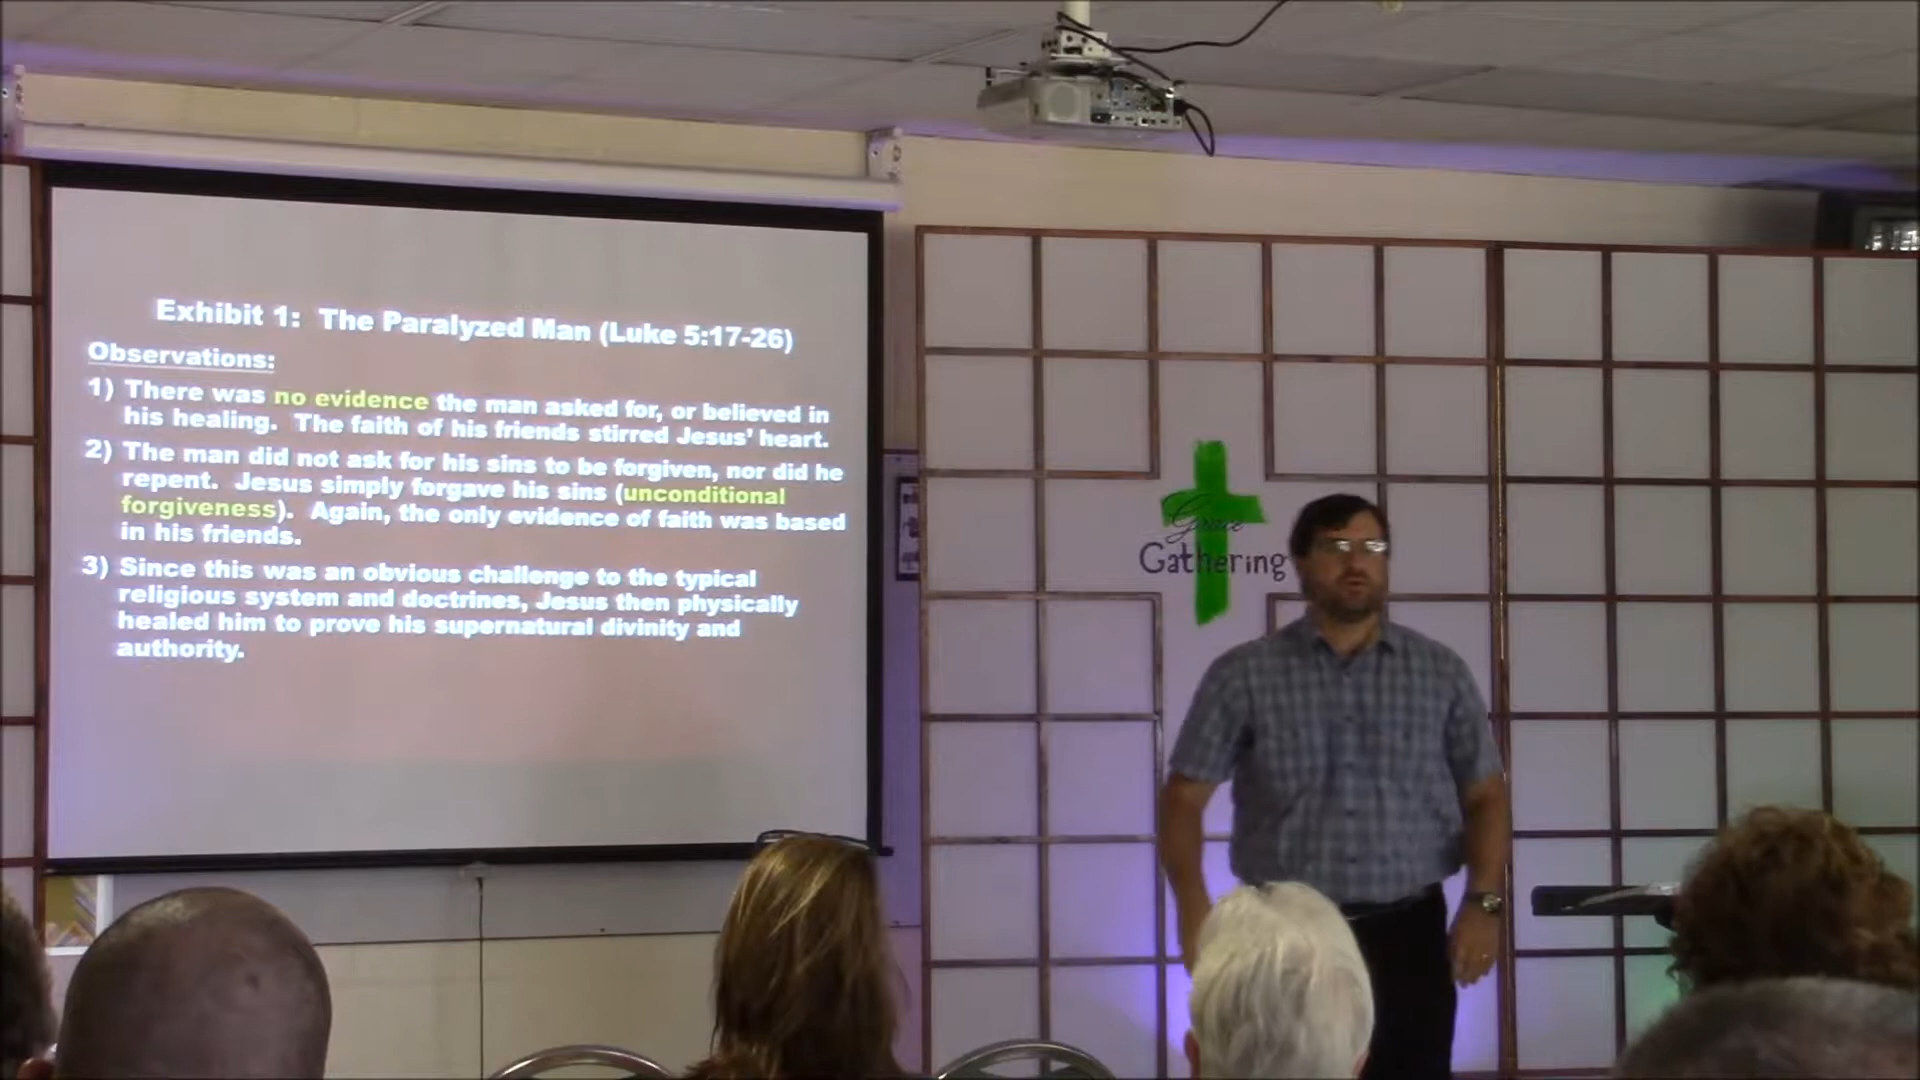 Exhibit 1: The Paralyzed Man (Luke 5:17-26)
Observations:
1) There was no evidence the man asked for, or believed in
his healing. The faith of his friends stirred Jesus' heart.
2) The man did not ask for his sins to be forgiven, nor did he
repent. Jesus simply forgave his sins (unconditional
forgiveness). Again, the only evidence of faith was based
in his friends.
3) Since this was an obvious challenge to the typical
religious system and doctrines, Jesus then physically
healed him to prove his supernatural divinity and
authority.
Grace
Gathering